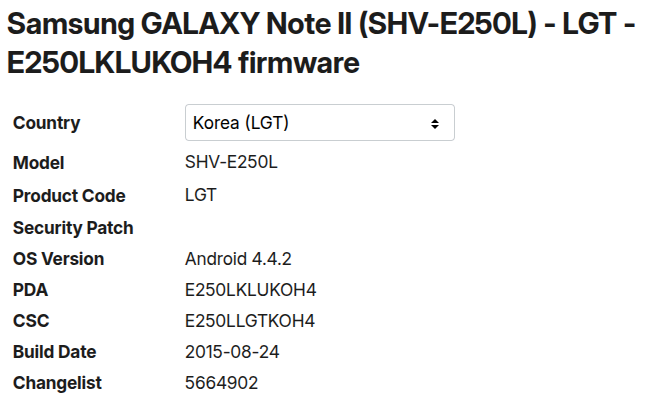 Samsung GALAXY Note II (SHV-E250L) - LGT -
E250LKLUKOH4 firmware
Country Korea (LGT)
Model SHV-E250L
Product Code LGT
Security Patch
OS Version Android 4.4.2
PDA E250LKLUKOH4
CSC E250LLGTKOH4
Build Date 2015-08-24
Changelist 5664902